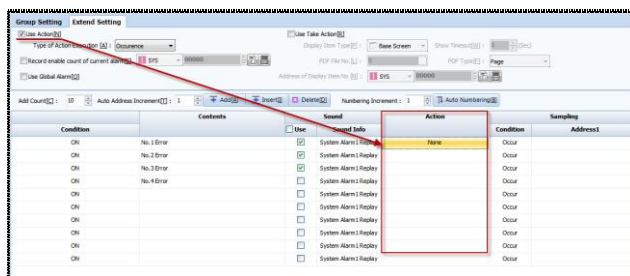 Group Setting Extend Setting
Use Action[N] Use Take Action[R]
Type of Action Execution [A] : Occurence Display Item Type[P] : Base Screen Show Timeout[W] : (Sec)
Record enable count of current alarm SYS 00000 PDF File No.[L] : PDF Type[F] : Page
Use Global Alarm[Q] Address of Display Item No [N] : SYS 00000
Add Count[C] : 10 Auto Address Increment[T] : 1 Add[A] Insert[I] Delete[D] Numbering Increment : 1 Auto Numbering[B]
Contents Sound Action Sampling
Condition Use Sound Info Condition Address1
ON No.1 Error System Alarm1 Replay None Occur
ON No.2 Error System Alarm1 Replay Occur
ON No.3 Error System Alarm1 Replay Occur
ON No.4 Error System Alarm1 Replay Occur
ON System Alarm1 Replay Occur
ON System Alarm1 Replay Occur
ON System Alarm1 Replay Occur
ON System Alarm1 Replay Occur
ON System Alarm1 Replay Occur
ON System Alarm1 Replay Occur